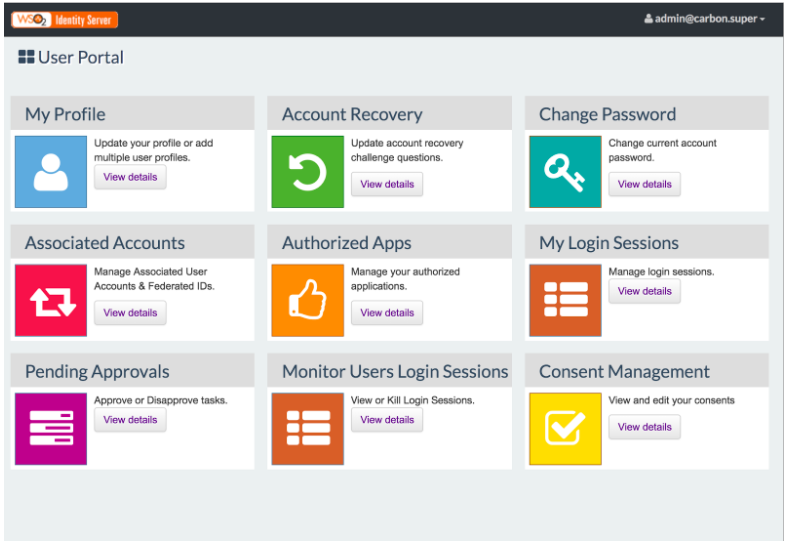 WSO2 Identity Server
admin@carbon.super
User Portal
My Profile
Update your profile or add
multiple user profiles.
View details
Account Recovery
Update account recovery
challenge questions.
View details
Change Password
Change current account
password.
View details
Associated Accounts
Manage Associated User
Accounts & Federated IDs.
View details
Authorized Apps
Manage your authorized
applications.
View details
My Login Sessions
Manage login sessions.
View details
Pending Approvals
Approve or Disapprove tasks.
View details
Monitor Users Login Sessions
View or Kill Login Sessions.
View details
Consent Management
View and edit your consents
View details